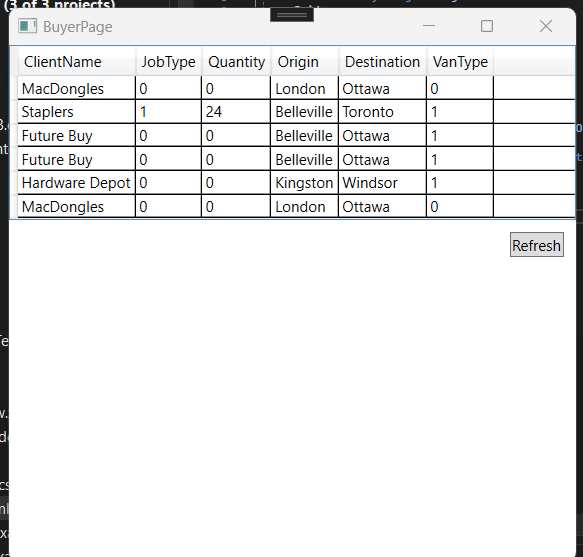 (3 of 3 projects)
BuyerPage
ClientName JobType Quantity Origin Destination VanType
MacDongles 0 0 London Ottawa 0
Staplers 1 24 Belleville Toronto 1
Future Buy 0 0 Belleville Ottawa 1
Future Buy 0 0 Belleville Ottawa 1
Hardware Depot 0 0 Kingston Windsor 1
MacDongles 0 0 London Ottawa 0
Refresh